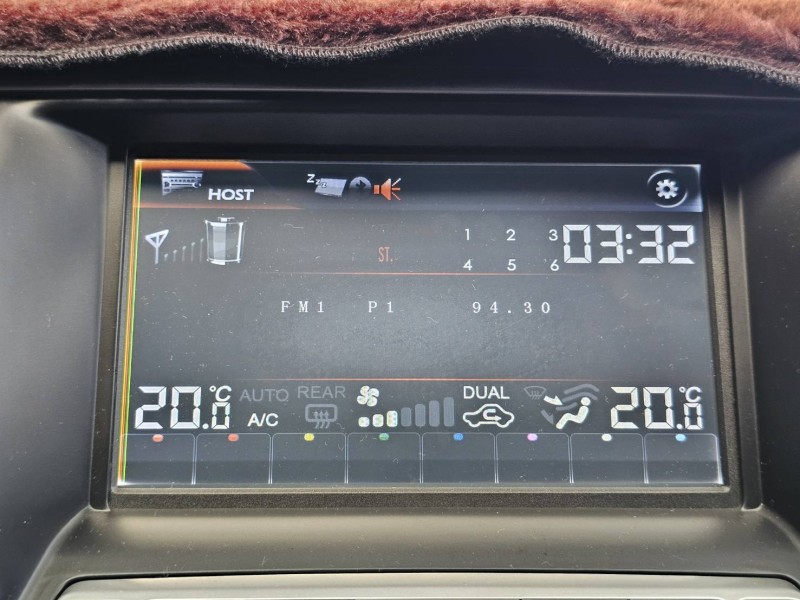 HOST
Zzz
ST.
1 2 3
03:32
4 5 6
FM1 P1 94.30
20.0°C AUTO REAR DUAL 20.0°C
A/C